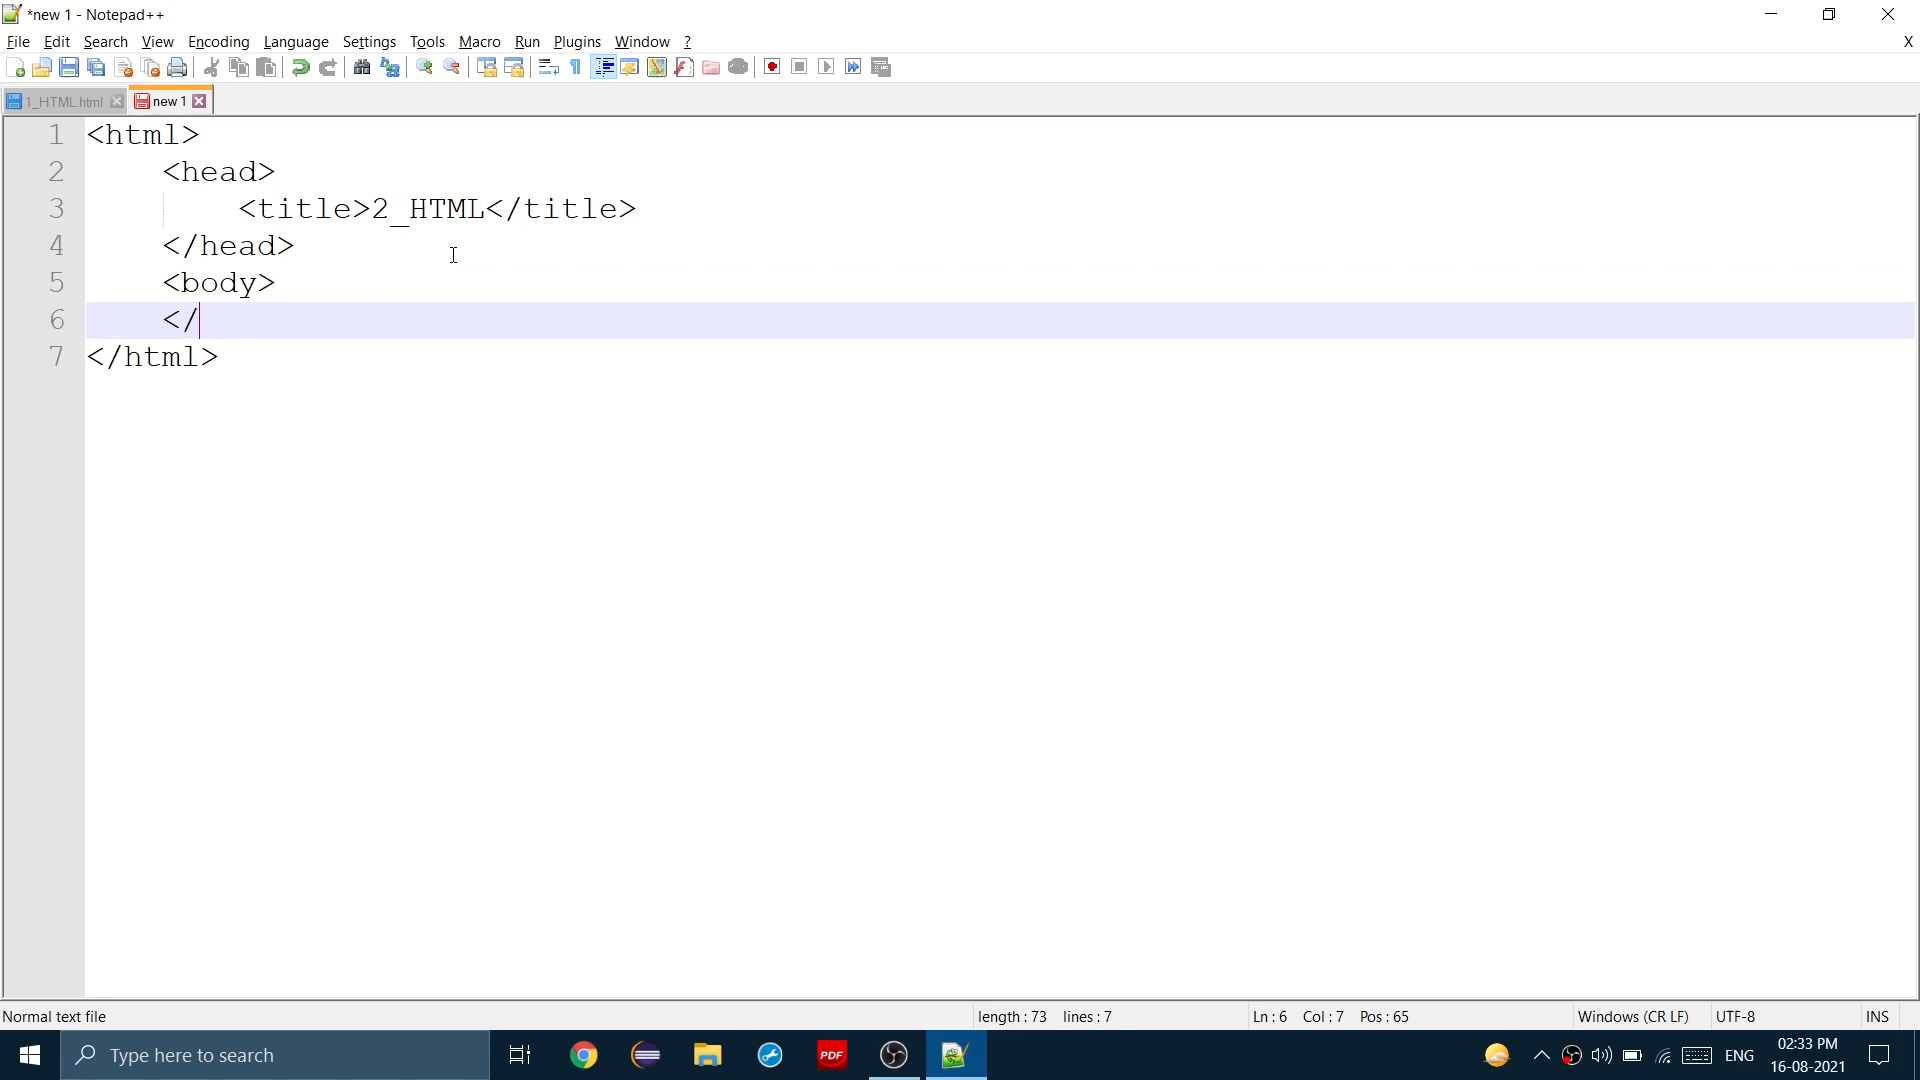 *new 1 - Notepad++
File Edit Search View Encoding Language Settings Tools Macro Run Plugins Window ? X
1_HTML.html new 1
1 <html>
2 <head>
3 <title>2_HTML</title>
4 </head>
5 <body>
6 </
7 </html>
Normal text file length : 73 lines : 7 Ln : 6 Col : 7 Pos : 65 Windows (CR LF) UTF-8 INS
Type here to search PDF ENG 02:33 PM
16-08-2021